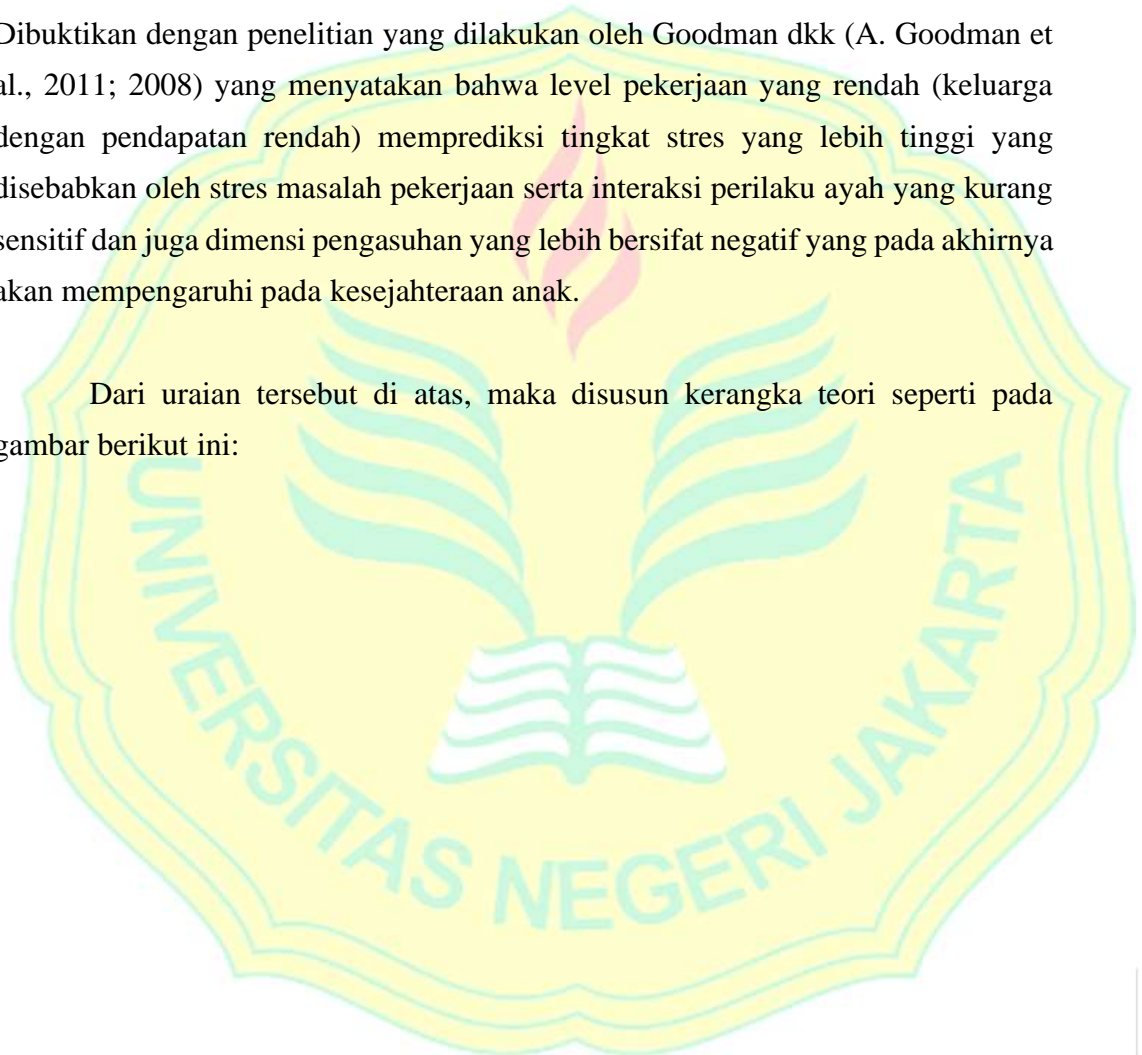 Dibuktikan dengan penelitian yang dilakukan oleh Goodman dkk (A. Goodman et
al., 2011; 2008) yang menyatakan bahwa level pekerjaan yang rendah (keluarga
dengan pendapatan rendah) memprediksi tingkat stres yang lebih tinggi yang
disebabkan oleh stres masalah pekerjaan serta interaksi perilaku ayah yang kurang
sensitif dan juga dimensi pengasuhan yang lebih bersifat negatif yang pada akhirnya
akan mempengaruhi pada kesejahteraan anak.
Dari uraian tersebut di atas, maka disusun kerangka teori seperti pada
gambar berikut ini:
UNIVERSITAS NEGERI JAKARTA